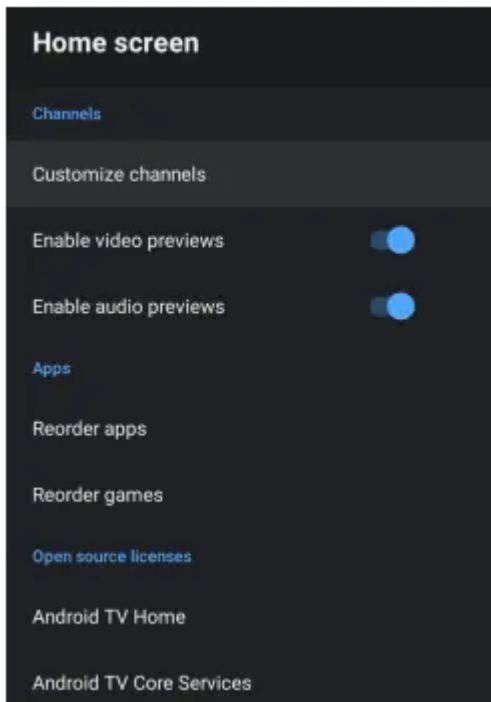 Home screen
Channels
Customize channels
Enable video previews
Enable audio previews
Apps
Reorder apps
Reorder games
Open source licenses
Android TV Home
Android TV Core Services